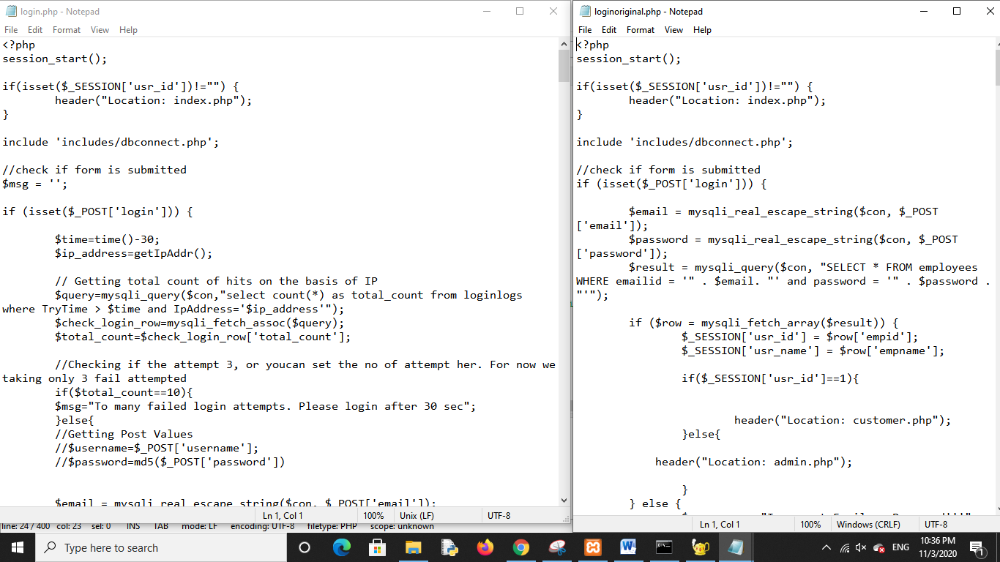 login.php - Notepad
File Edit Format View Help
<?php
session_start();
if(isset($_SESSION['usr_id'])!="") {
header("Location: index.php");
}
include 'includes/dbconnect.php';
//check if form is submitted
$msg = '';
if (isset($_POST['login'])) {
$time=time()-30;
$ip_address=getIpAddr();
// Getting total count of hits on the basis of IP
$query=mysqli_query($con,"select count(*) as total_count from loginlogs
where TryTime > $time and IpAddress='$ip_address'");
$check_login_row=mysqli_fetch_assoc($query);
$total_count=$check_login_row['total_count'];
//Checking if the attempt 3, or youcan set the no of attempt her. For now we
taking only 3 fail attempted
if($total_count==10){
$msg="To many failed login attempts. Please login after 30 sec";
}else{
//Getting Post Values
//$username=$_POST['username'];
//$password=md5($_POST['password'])
$email = mysqli_real_escape_string($con, $_POST['email']);
Ln 1, Col 1 100% Unix (LF) UTF-8
line: 24 / 400 col: 23 sel: 0 INS TAB mode: LF encoding: UTF-8 filetype: PHP scope: unknown
loginoriginal.php - Notepad
File Edit Format View Help
<?php
session_start();
if(isset($_SESSION['usr_id'])!="") {
header("Location: index.php");
}
include 'includes/dbconnect.php';
//check if form is submitted
if (isset($_POST['login'])) {
$email = mysqli_real_escape_string($con, $_POST
['email']);
$password = mysqli_real_escape_string($con, $_POST
['password']);
$result = mysqli_query($con, "SELECT * FROM employees
WHERE emailid = '" . $email. "' and password = '" . $password .
"'");
if ($row = mysqli_fetch_array($result)) {
$_SESSION['usr_id'] = $row['empid'];
$_SESSION['usr_name'] = $row['empname'];
if($_SESSION['usr_id']==1){
header("Location: customer.php");
}else{
header("Location: admin.php");
}
} else {
Ln 1, Col 1 100% Windows (CRLF) UTF-8
Type here to search
ENG
10:36 PM
11/3/2020
1